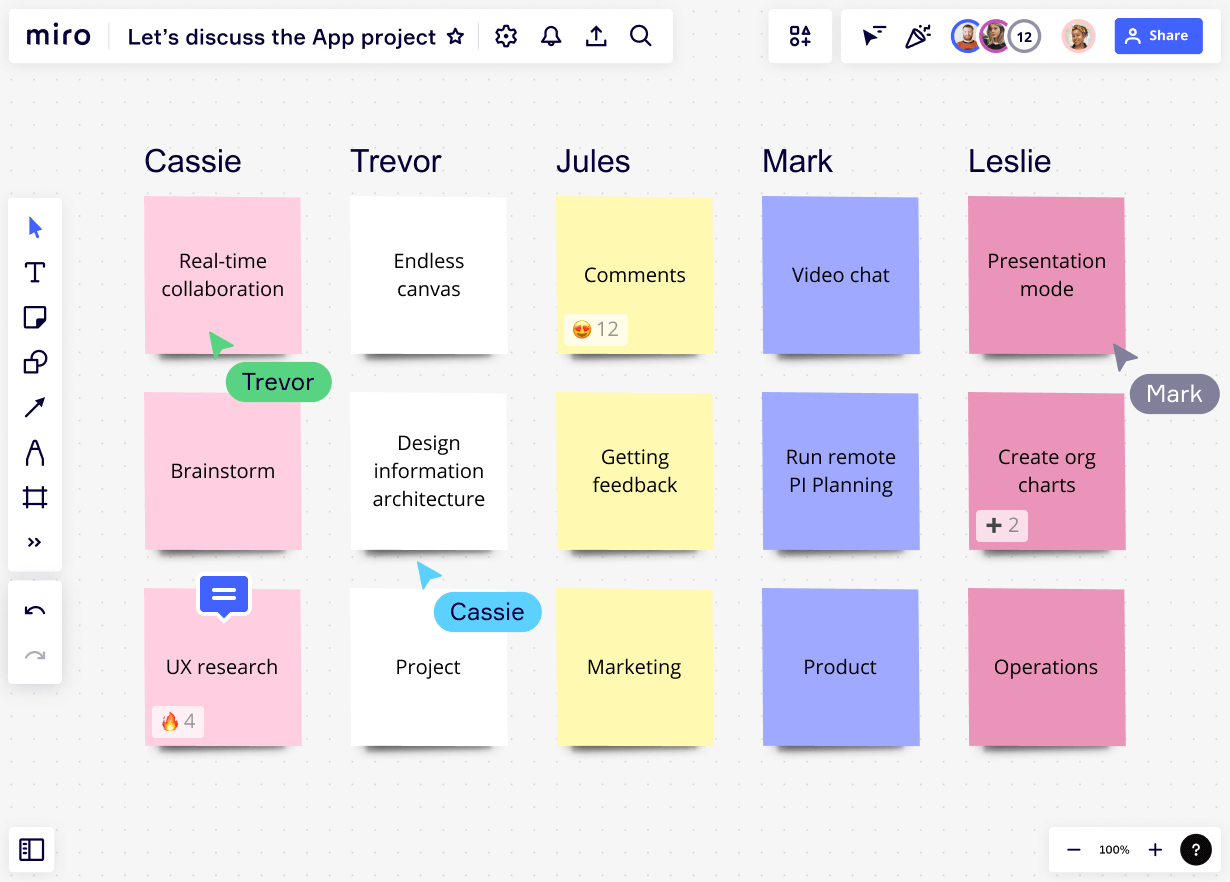 miro
Let’s discuss the App project
12
Share
Cassie
Trevor
Jules
Mark
Leslie
Real-time
collaboration
Endless
canvas
Comments
12
Video chat
Presentation
mode
Trevor
Mark
Brainstorm
Design
information
architecture
Getting
feedback
Run remote
PI Planning
Create org
charts
2
Cassie
UX research
4
Project
Marketing
Product
Operations
100%
?